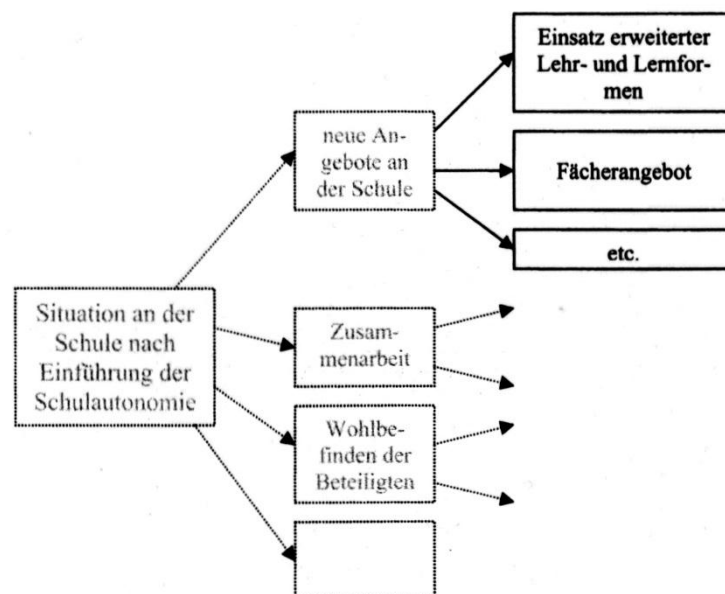 Einsatz erweiterter
Lehr- und Lernfor-
men
neue An-
gebote an
der Schule
Fächerangebot
etc.
Situation an der
Schule nach
Einführung der
Schulautonomie
Zusam-
menarbeit
Wohlbe-
finden der
Beteiligten